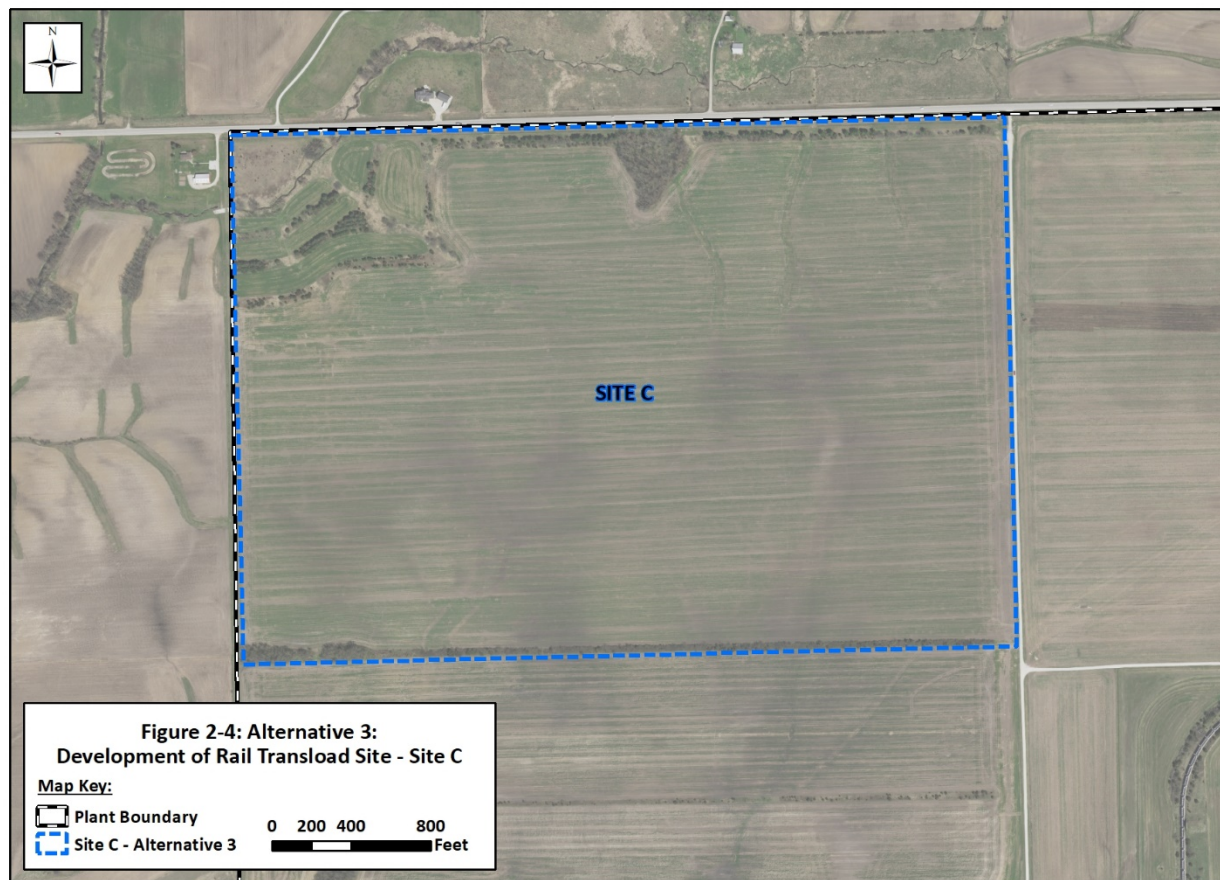 N
SITE C
Figure 2-4: Alternative 3:
Development of Rail Transload Site - Site C
Map Key:
Plant Boundary
Site C - Alternative 3
0 200 400 800
Feet